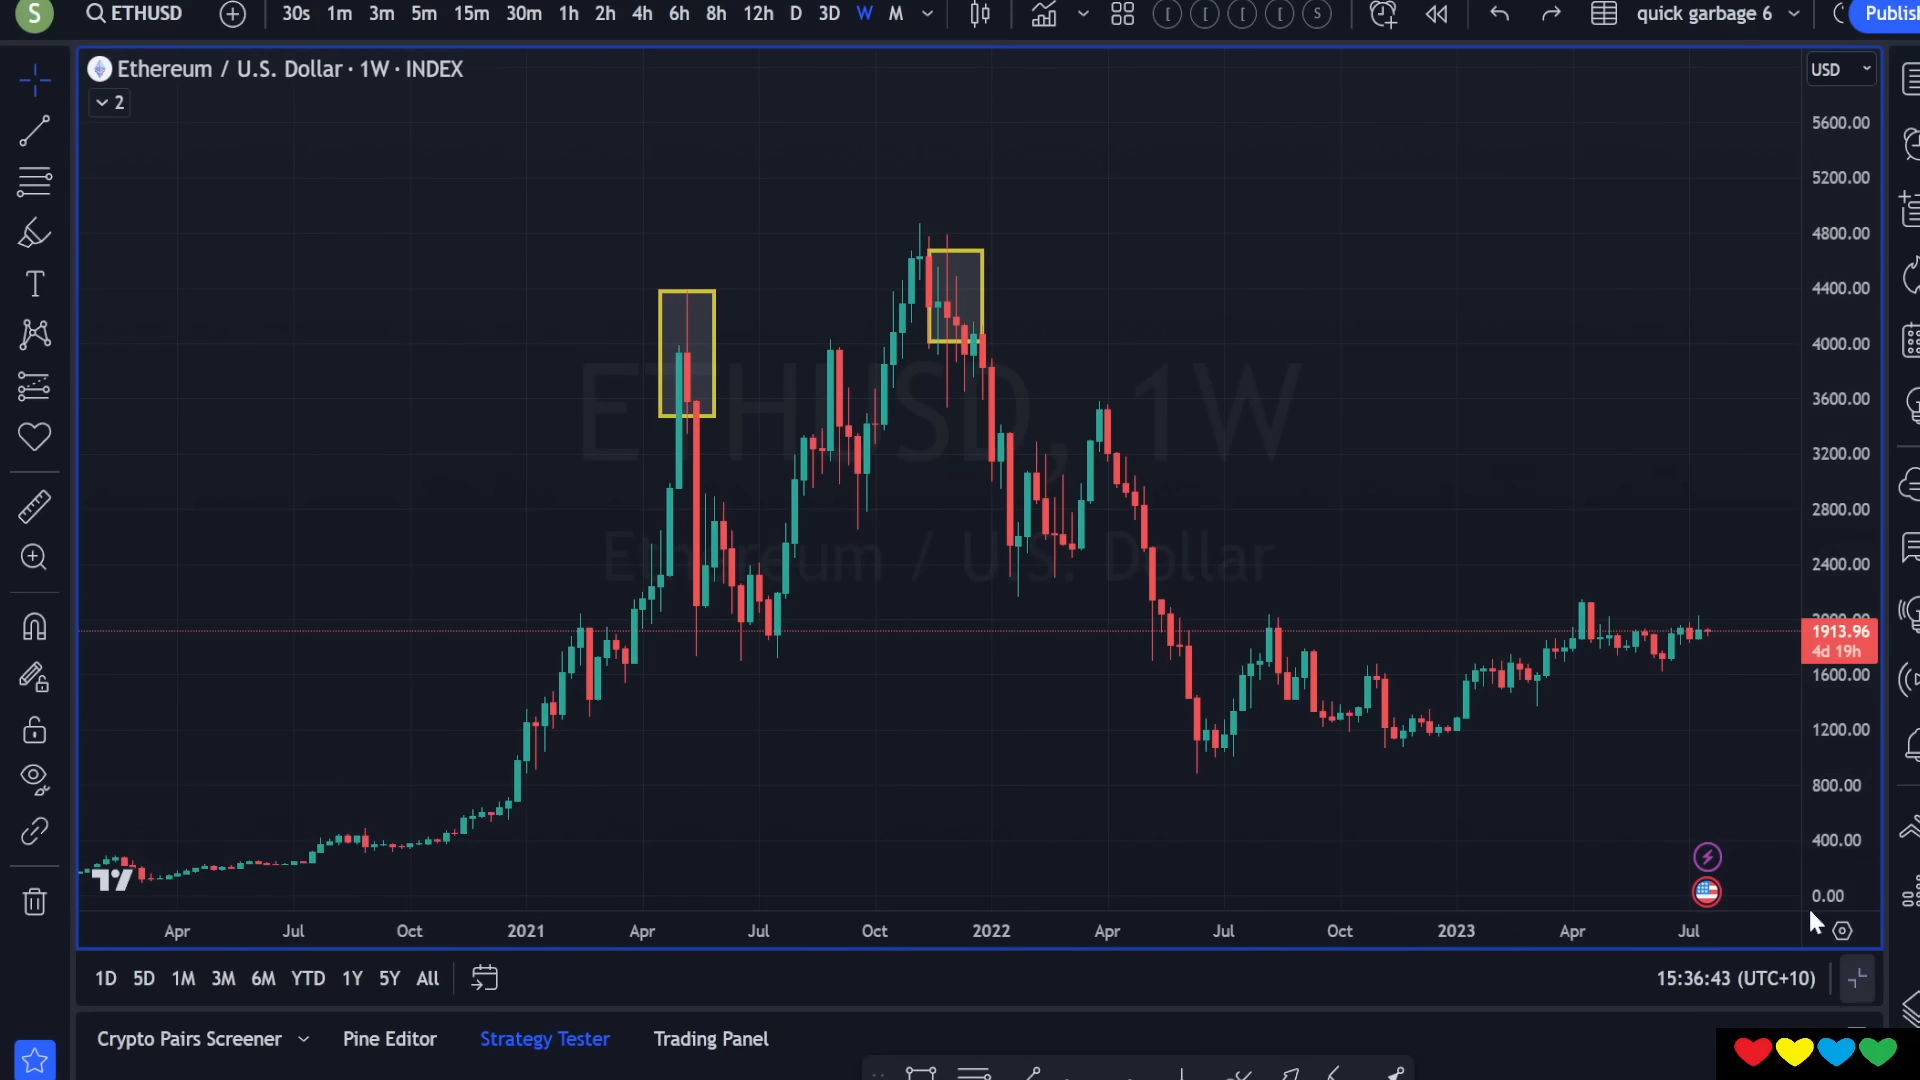 S ETHUSD 30s 1m 3m 5m 15m 30m 1h 2h 4h 6h 8h 12h D 3D W M [ [ [ [ S quick garbage 6 Publish
Ethereum / U.S. Dollar · 1W · INDEX
USD
2
5600.00
5200.00
4800.00
4400.00
4000.00
3600.00
3200.00
2800.00
2400.00
2000.00
1913.96
4d 19h
1600.00
1200.00
800.00
400.00
0.00
ETHUSD, 1W
Ethereum / U.S. Dollar
T
Apr Jul Oct 2021 Apr Jul Oct 2022 Apr Jul Oct 2023 Apr Jul
1D 5D 1M 3M 6M YTD 1Y 5Y All 15:36:43 (UTC+10)
Crypto Pairs Screener Pine Editor Strategy Tester Trading Panel